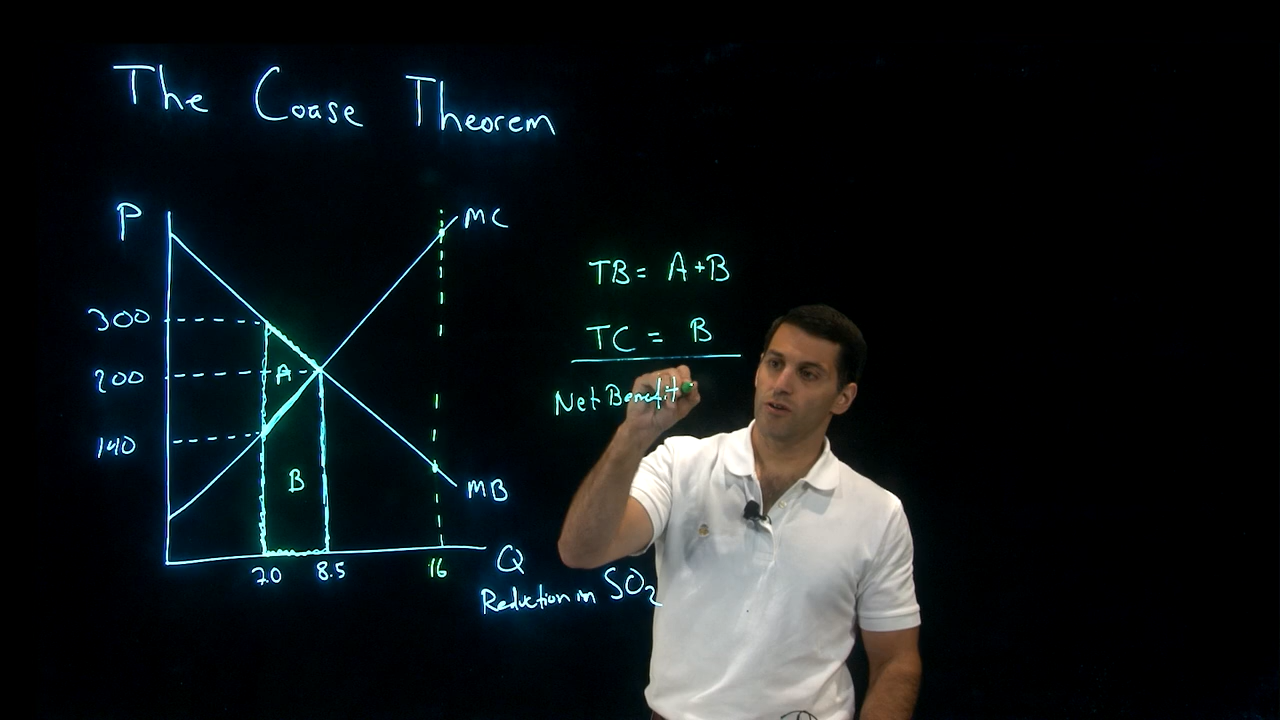 The Coase Theorem
P
MC
TB = A+B
300
TC = B
A
200
Net Benefit
140
B
MB
Q
7.0 8.5 16
Reduction in SO2